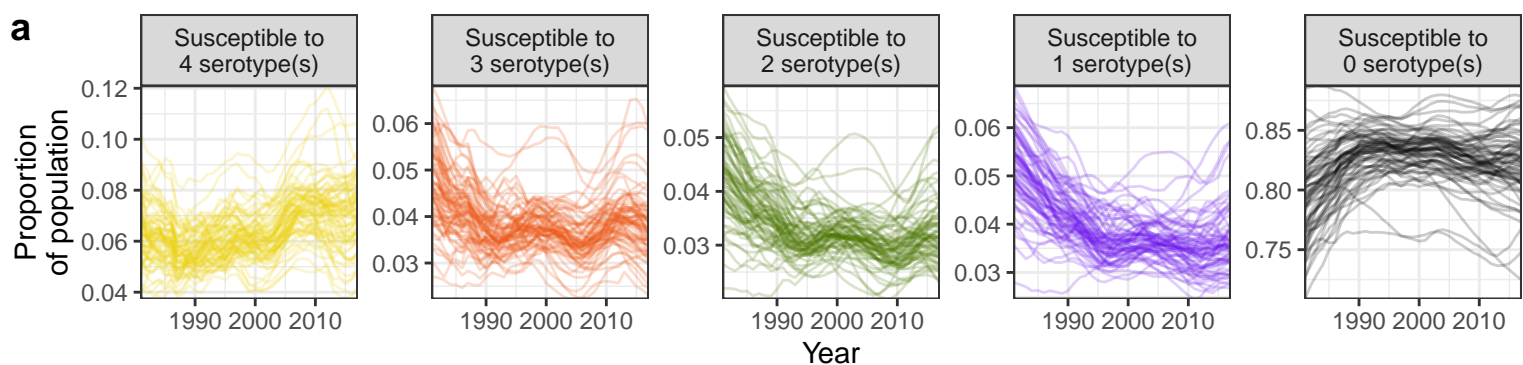 a
Susceptible to
4 serotype(s)
Susceptible to
3 serotype(s)
Susceptible to
2 serotype(s)
Susceptible to
1 serotype(s)
Susceptible to
0 serotype(s)
Proportion
of population
0.12
0.10
0.08
0.06
0.04
0.06
0.05
0.04
0.03
0.05
0.04
0.03
0.06
0.05
0.04
0.03
0.85
0.80
0.75
1990 2000 2010
1990 2000 2010
1990 2000 2010
1990 2000 2010
1990 2000 2010
Year